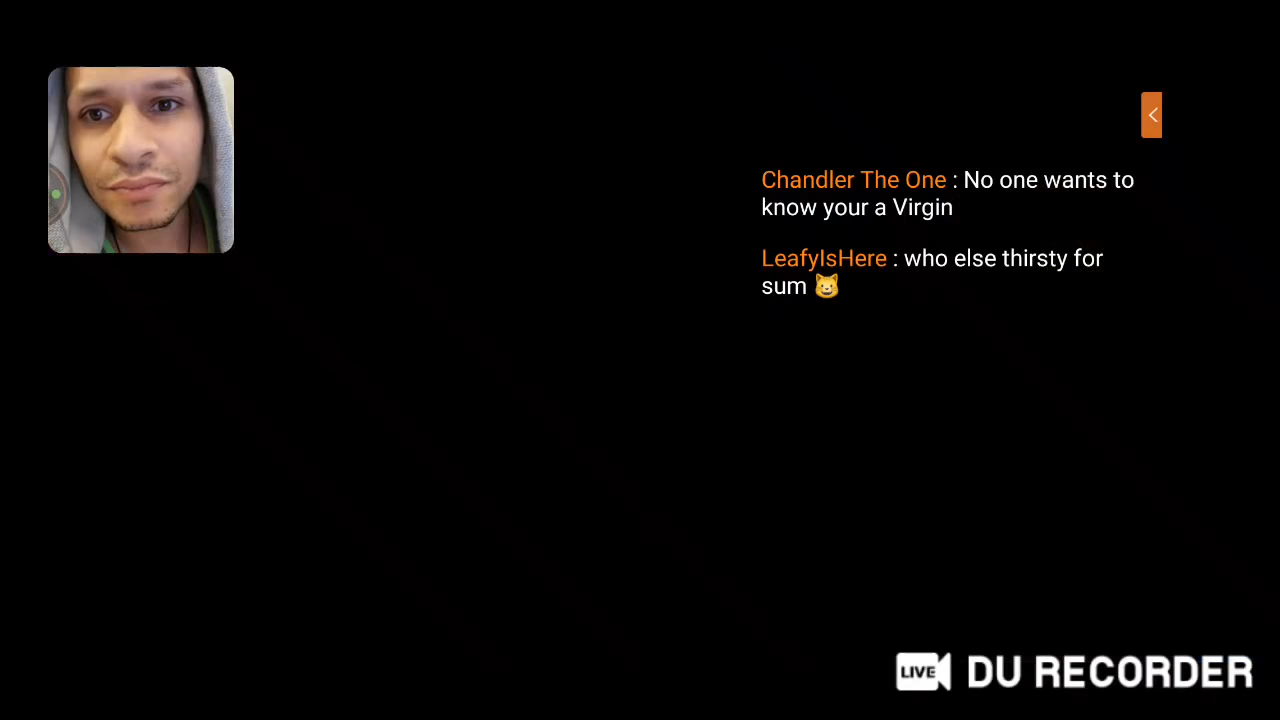 Chandler The One : No one wants to
know your a Virgin
LeafyIsHere : who else thirsty for
sum 😺
LIVE DU RECORDER